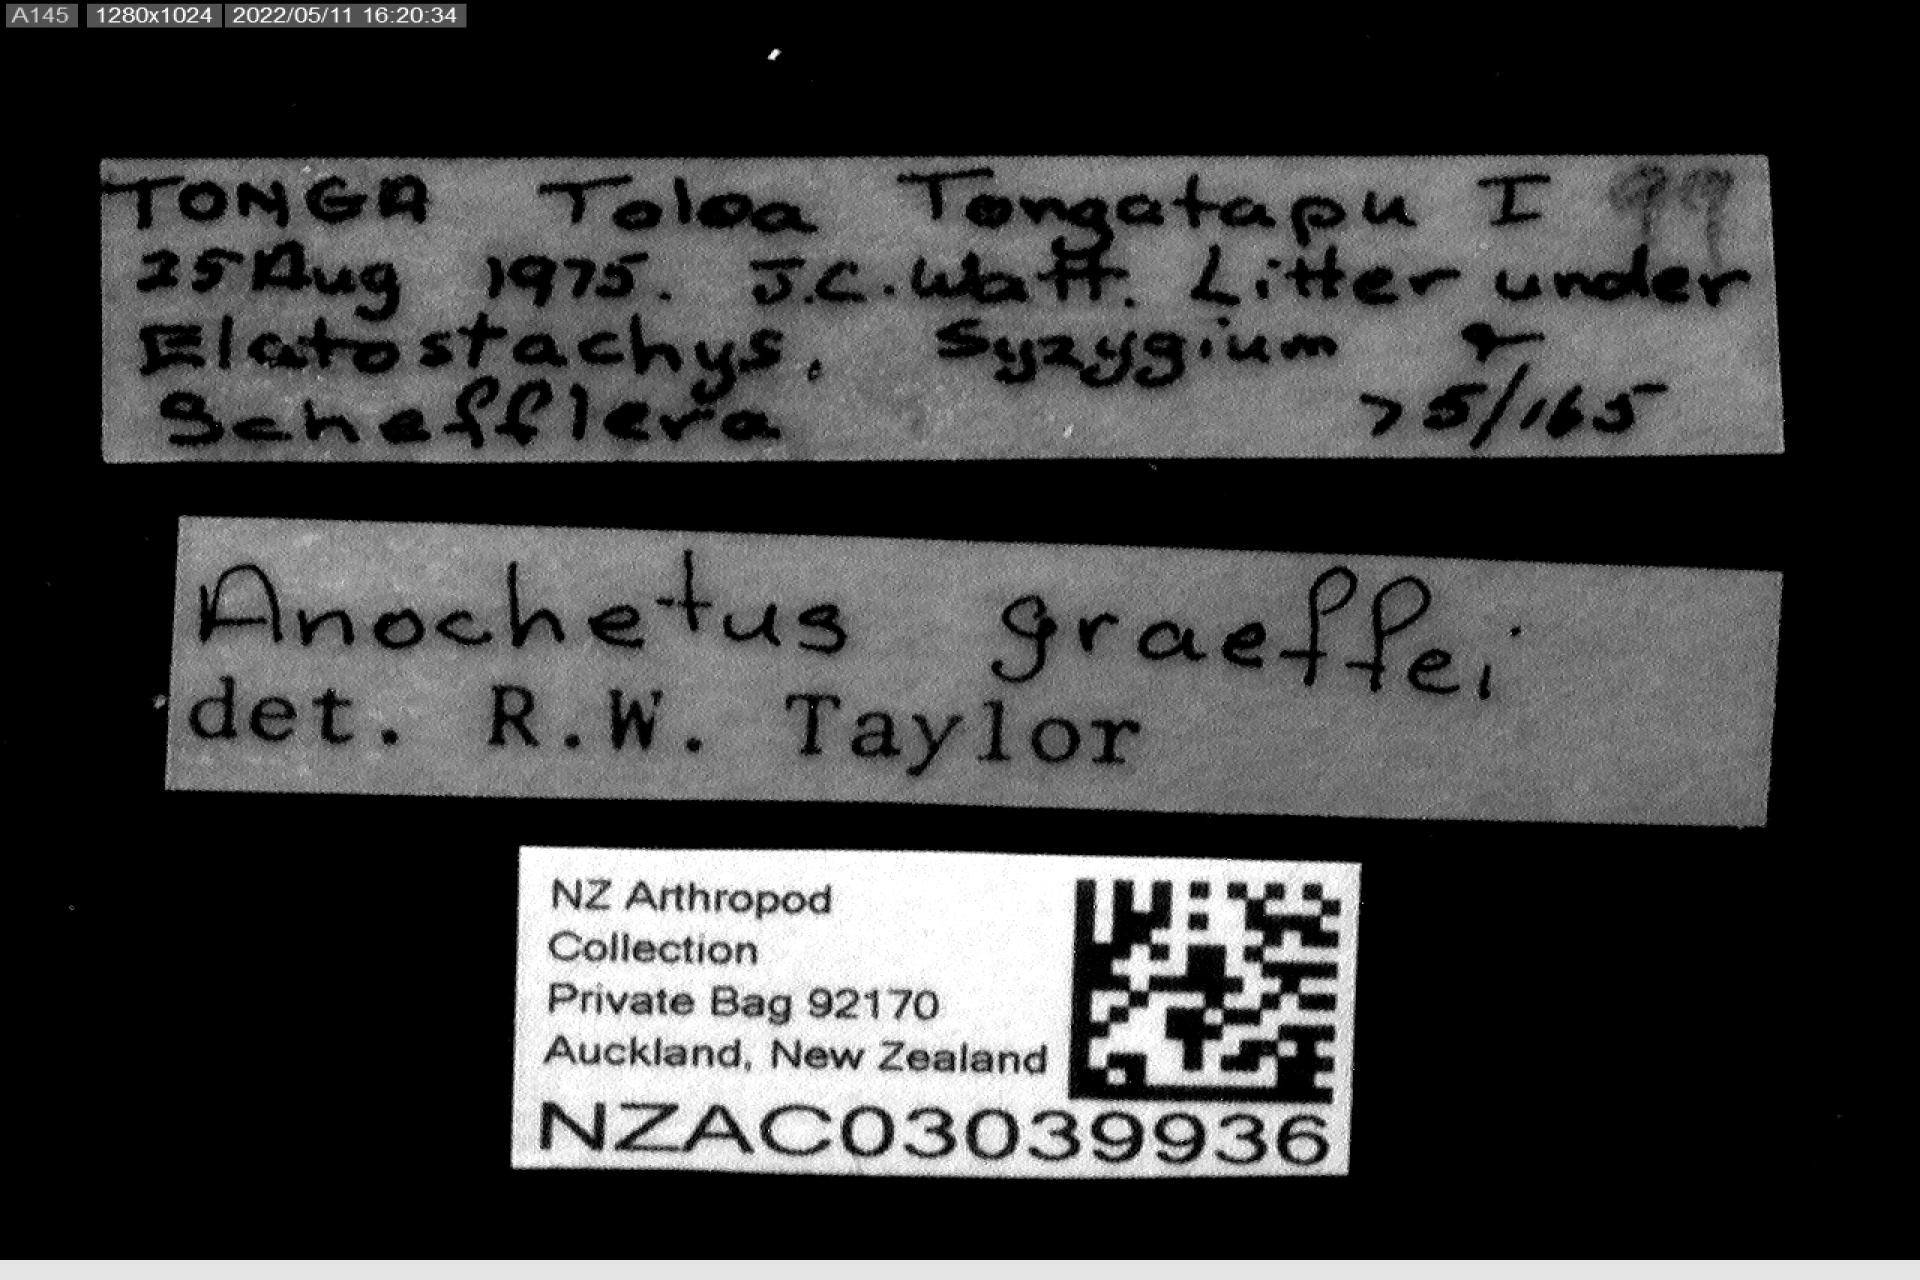 A145 1280x1024 2022/05/11 16:20:34
TONGA Toloa Tongatapu I 99
25 Aug 1975. J.C. Watt. Litter under
Elatostachys, Syzygium &
Schefflera 75/165
Anochetus graeffei
det. R.W. Taylor
NZ Arthropod
Collection
Private Bag 92170
Auckland, New Zealand
NZAC03039936